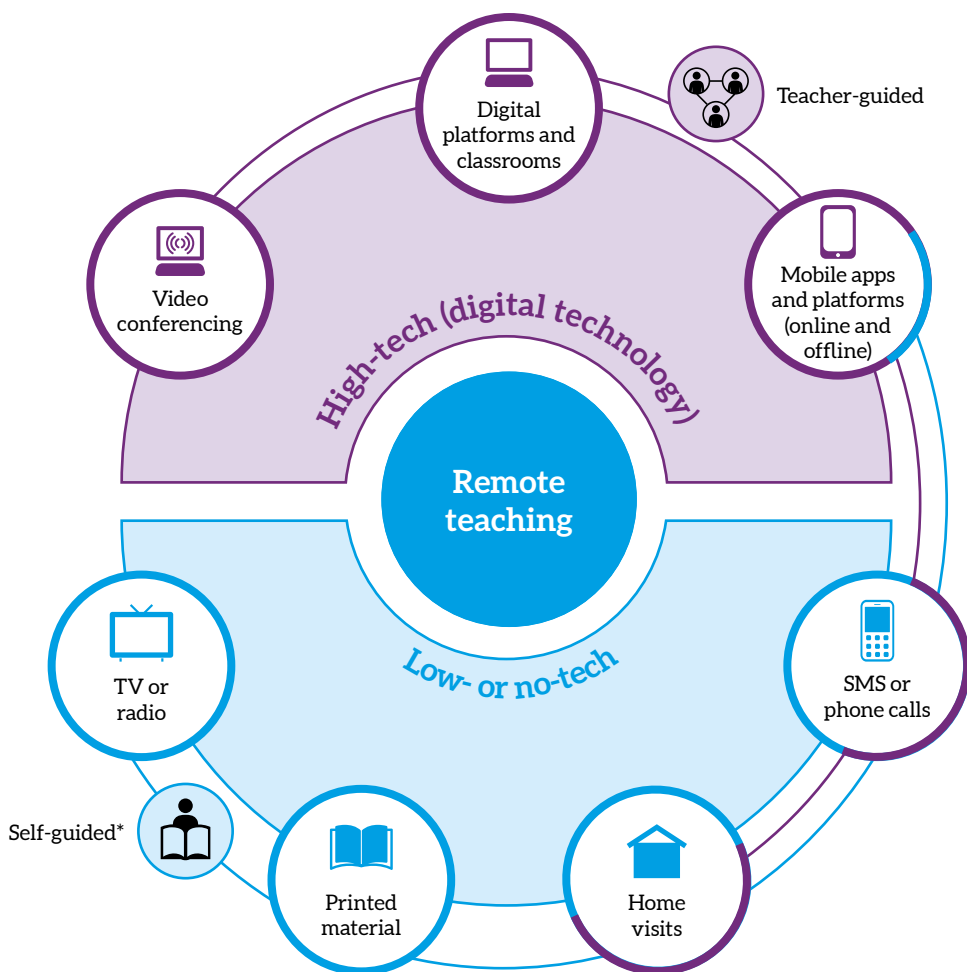 Digital
platforms and
classrooms
Teacher-guided
Video
conferencing
Mobile apps
and platforms
(online and
offline)
High-tech (digital technology)
Remote
teaching
Low- or no-tech
TV or
radio
SMS or
phone calls
Self-guided*
Printed
material
Home
visits